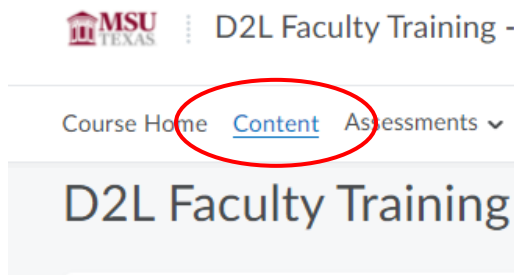 MSU D2L Faculty Training -
TEXAS
Course Home Content Assessments
D2L Faculty Training